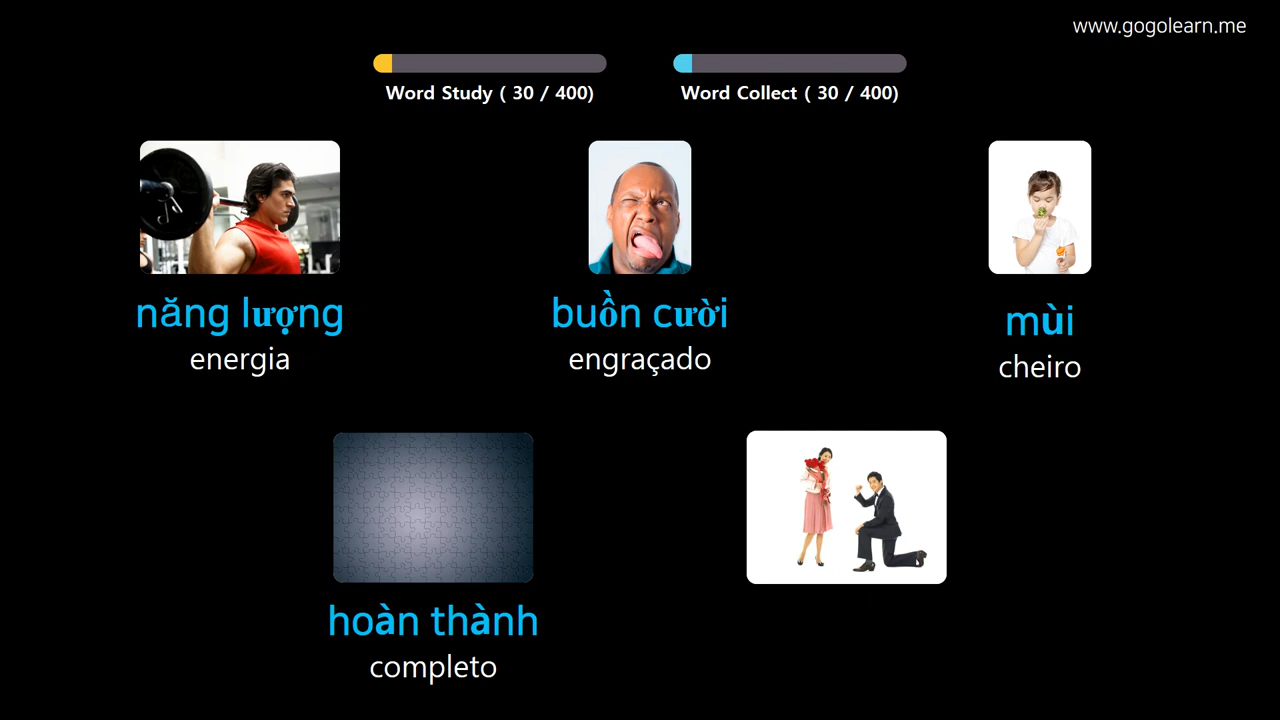 www.gogolearn.me
Word Study ( 30 / 400)
Word Collect ( 30 / 400)
năng lượng
energia
buồn cười
engraçado
mùi
cheiro
hoàn thành
completo